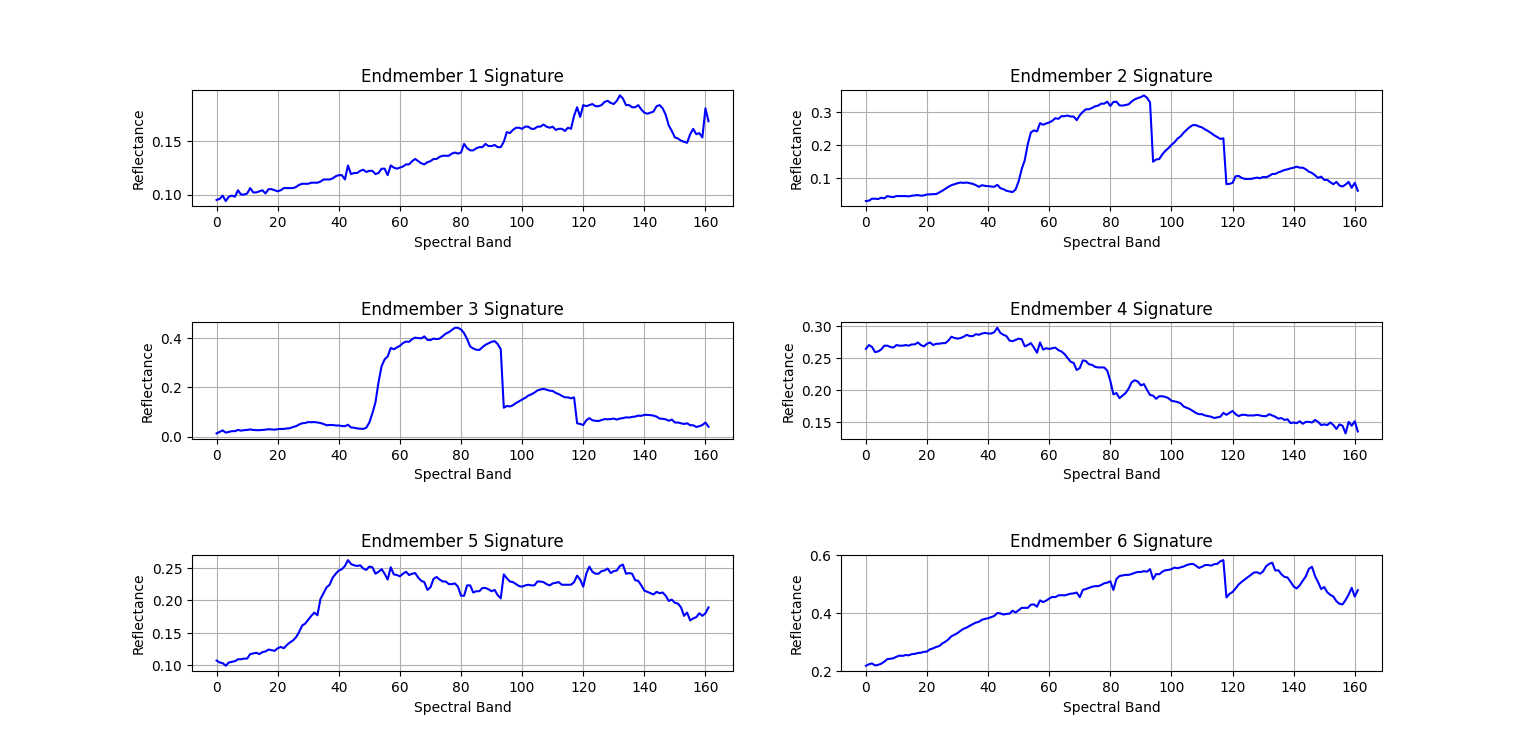 Endmember 1 Signature
Reflectance
0.15
0.10
0 20 40 60 80 100 120 140 160
Spectral Band
Endmember 2 Signature
Reflectance
0.3
0.2
0.1
0 20 40 60 80 100 120 140 160
Spectral Band
Endmember 3 Signature
Reflectance
0.4
0.2
0.0
0 20 40 60 80 100 120 140 160
Spectral Band
Endmember 4 Signature
Reflectance
0.30
0.25
0.20
0.15
0 20 40 60 80 100 120 140 160
Spectral Band
Endmember 5 Signature
Reflectance
0.25
0.20
0.15
0.10
0 20 40 60 80 100 120 140 160
Spectral Band
Endmember 6 Signature
Reflectance
0.6
0.4
0.2
0 20 40 60 80 100 120 140 160
Spectral Band